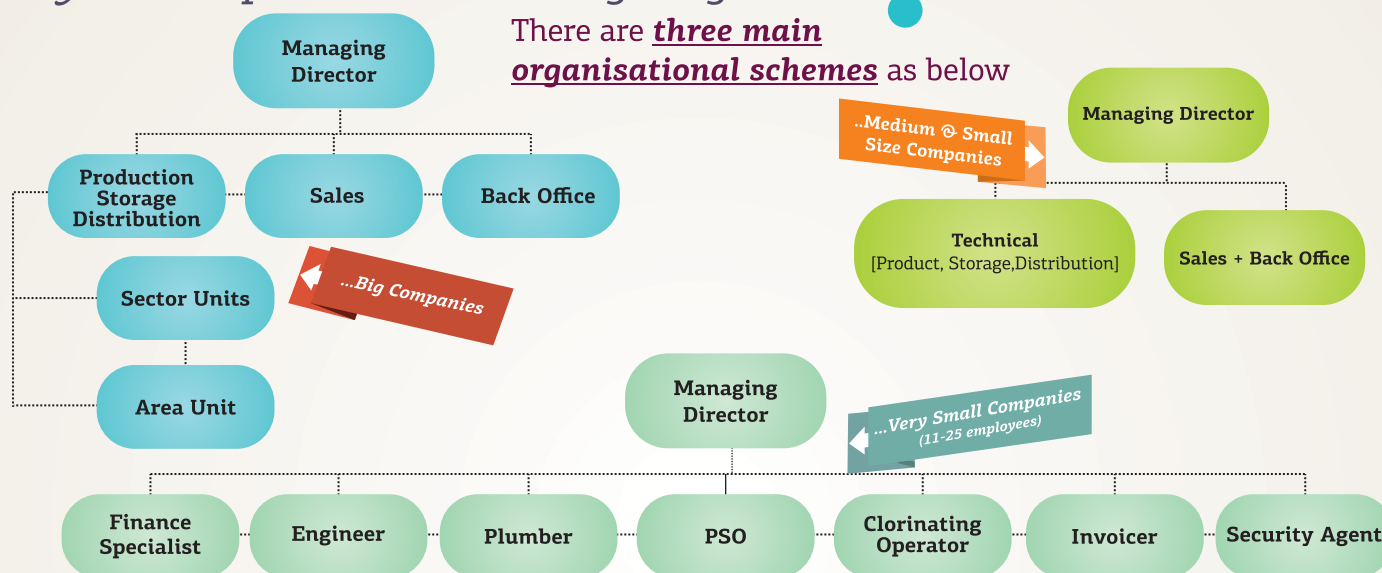 There are three main
organisational schemes as below
Managing
Director
Production
Storage
Distribution
Sales
Back Office
Sector Units
Area Unit
...Big Companies
..Medium & Small
Size Companies
Managing Director
Technical
[Product, Storage,Distribution]
Sales + Back Office
Managing
Director
...Very Small Companies
(11-25 employees)
Finance
Specialist
Engineer
Plumber
PSO
Clorinating
Operator
Invoicer
Security Agent